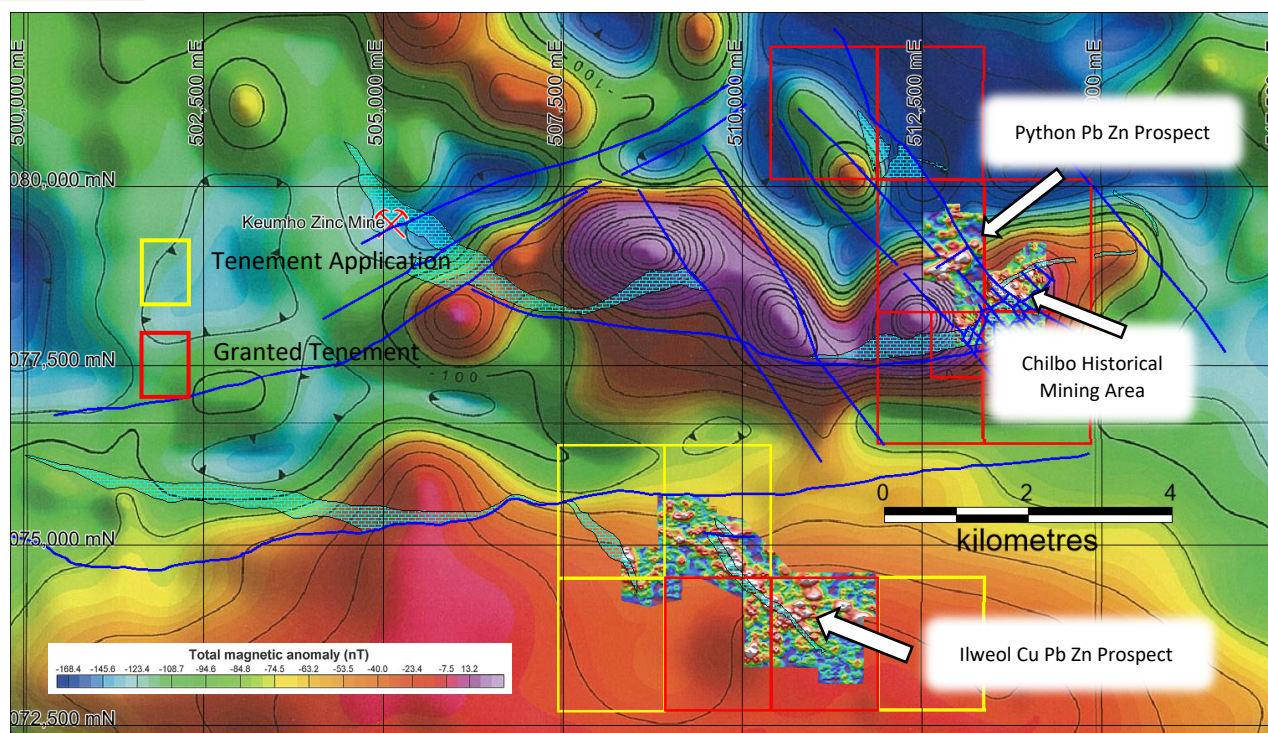 500,000 mE
502,500 mE
505,000 mE
507,500 mE
510,000 mE
512,500 mE
,000 mE
-100-
Python Pb Zn Prospect
080,000 mN
Keumho Zinc Mine
Tenement Application
Granted Tenement
077,500 mN
-100
Chilbo Historical
Mining Area
0 2 4
kilometres
075,000 mN
Total magnetic anomaly (nT)
-168.4 -145.6 -123.4 -108.7 -94.6 -84.8 -74.5 -63.2 -53.5 -40.0 -23.4 -7.5 13.2
Ilweol Cu Pb Zn Prospect
072,500 mN